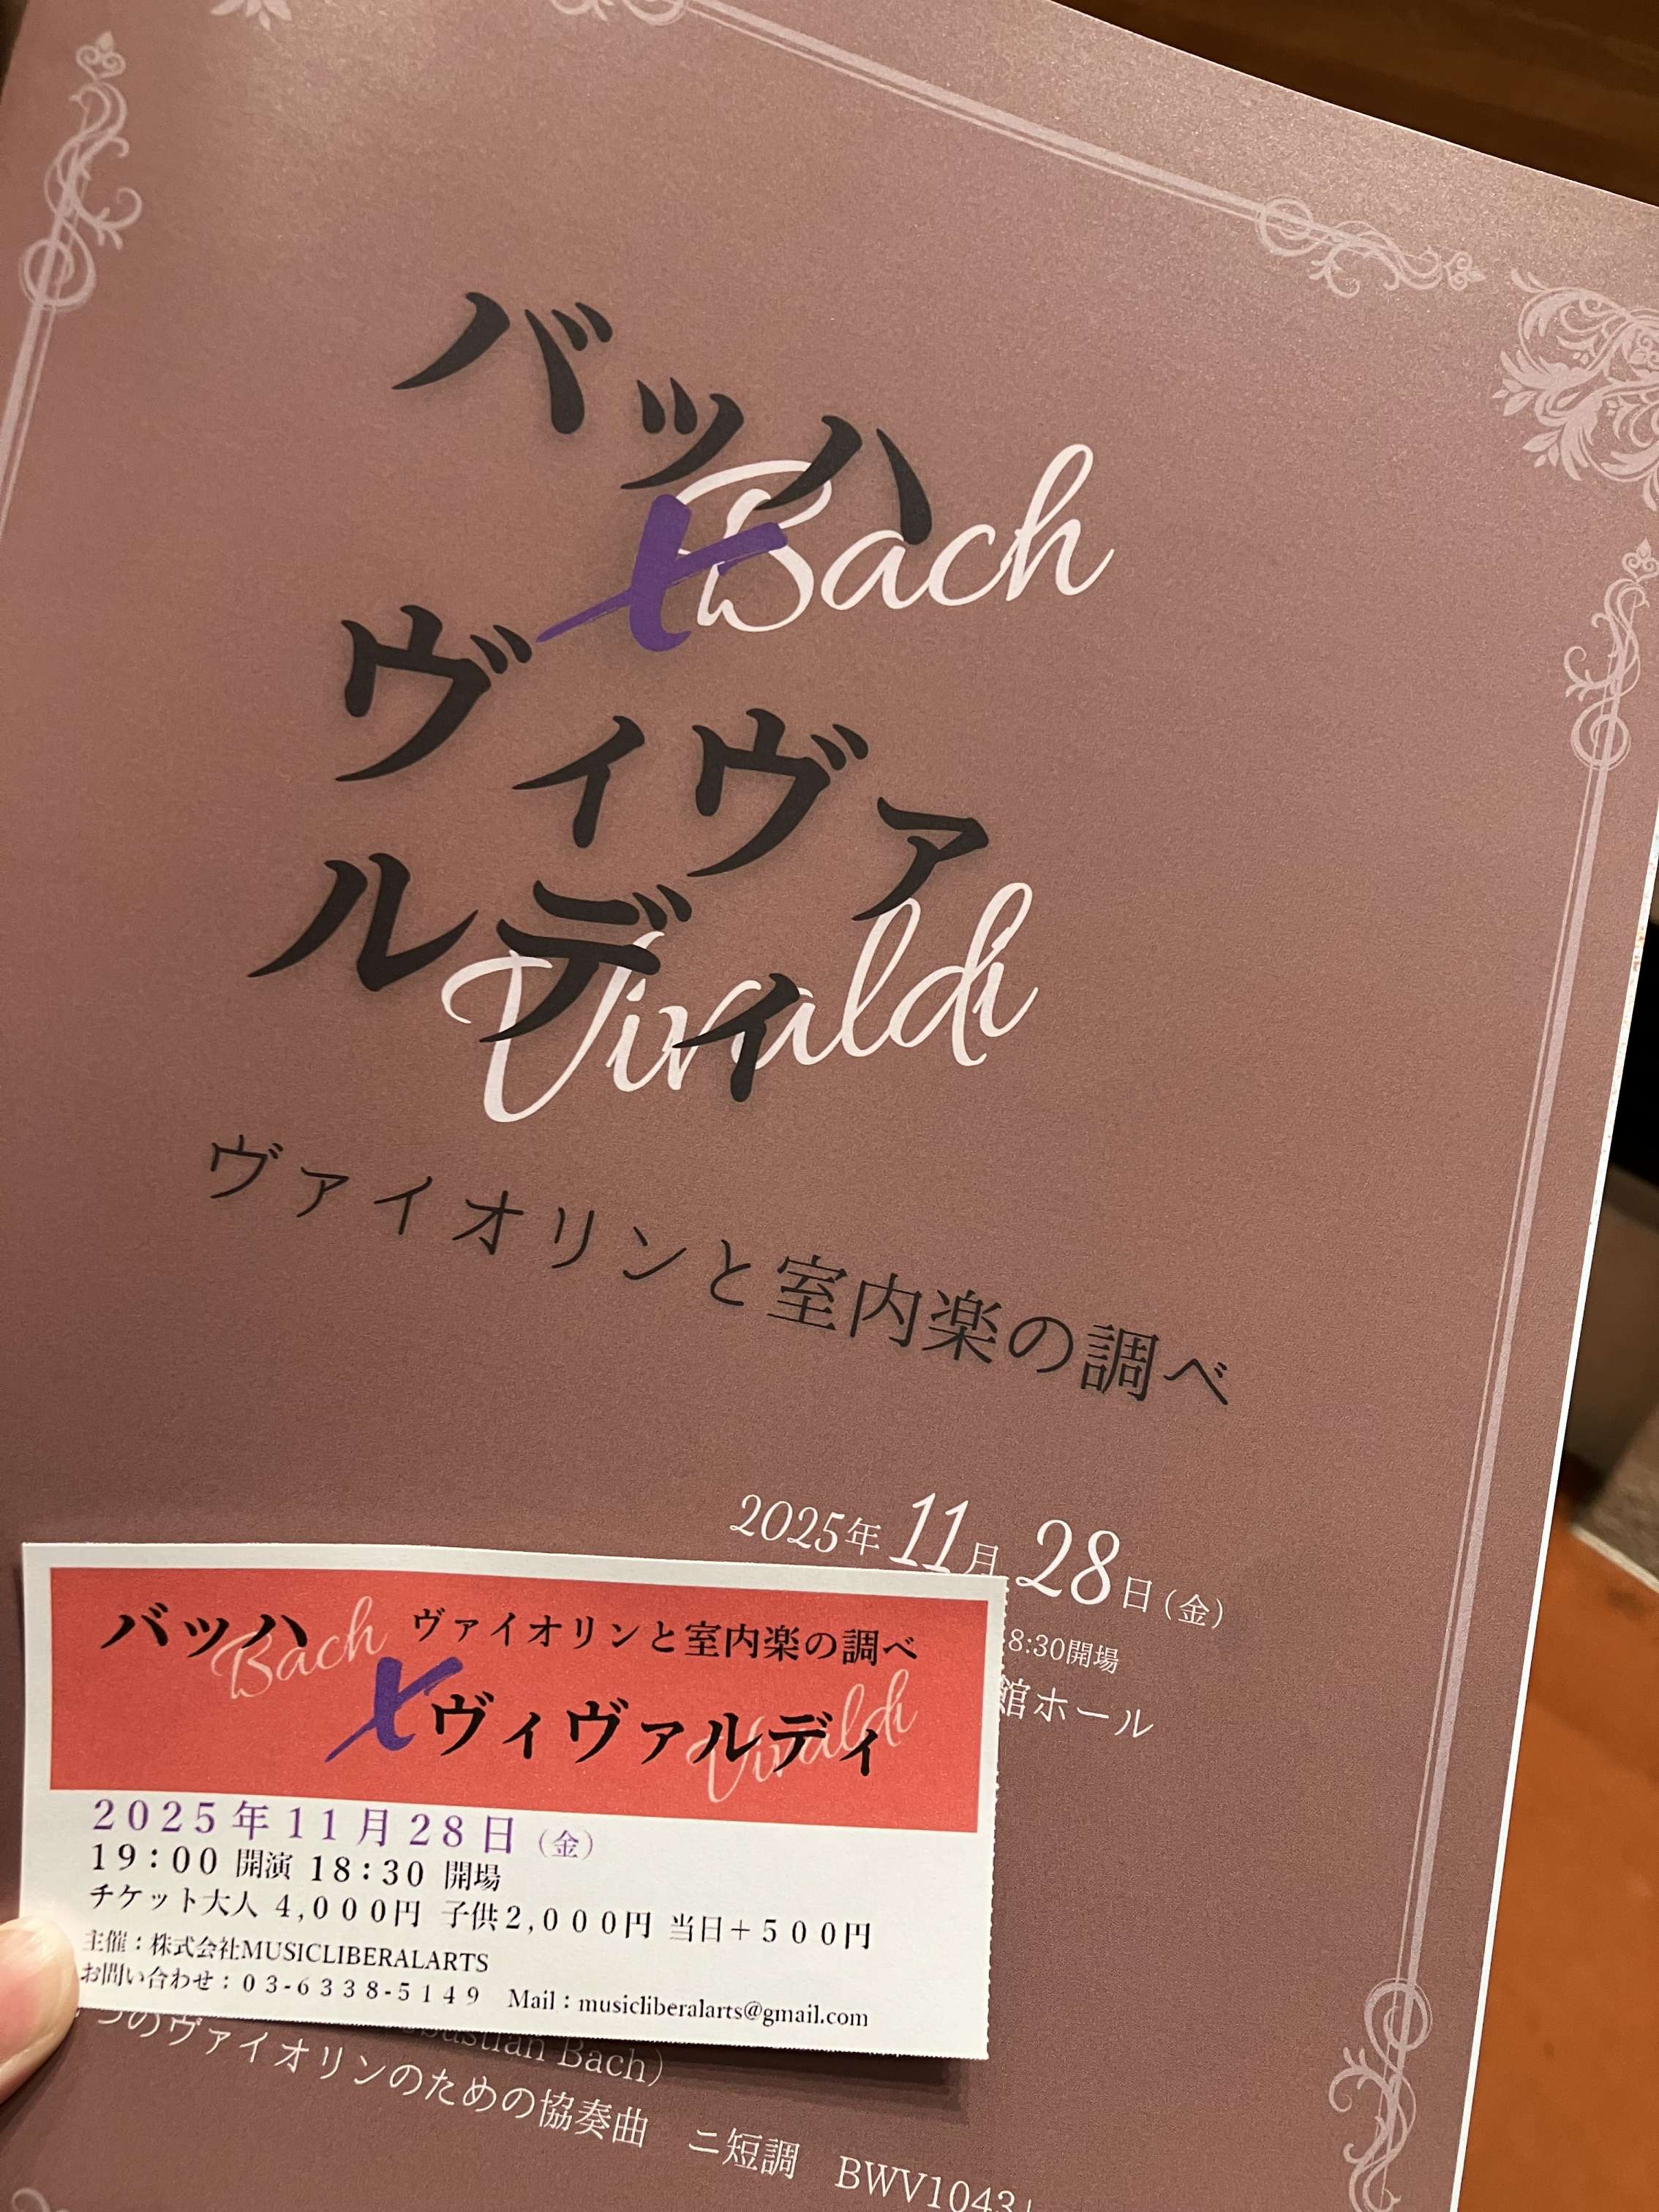 バッハ
Bach
×
ヴィヴァ
ルディ
Vivaldi
ヴァイオリンと室内楽の調べ
2025年 11月 28日（金）
8:30開場
館ホール
バッハ Bach ヴァイオリンと室内楽の調べ
×ヴィヴァルディ Vivaldi
2025年11月28日（金）
19：00 開演 18：30 開場
チケット大人 4,000円 子供2,000円 当日＋500円
主催：株式会社MUSICLIBERALARTS
お問い合わせ：03-6338-5149 Mail：musicliberalarts@gmail.com
Bach）
つのヴァイオリンのための協奏曲 ニ短調 BWV1043」